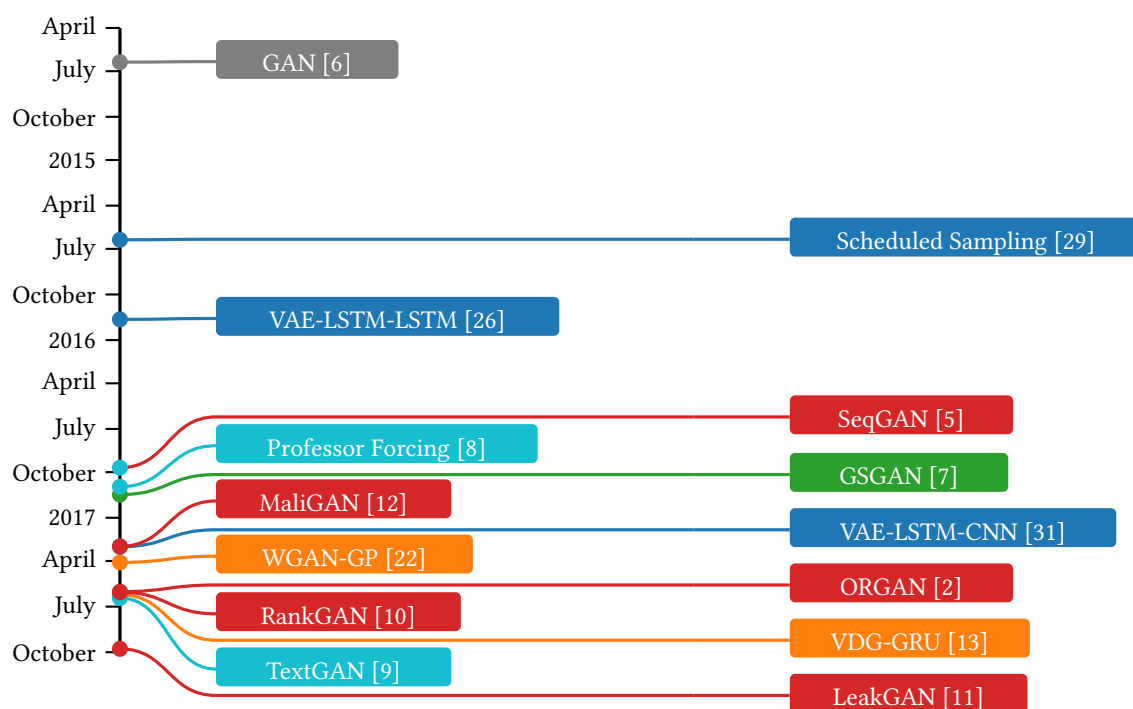 April
GAN [6]
July
October
2015
April
Scheduled Sampling [29]
July
October
VAE-LSTM-LSTM [26]
2016
April
SeqGAN [5]
July
Professor Forcing [8]
October
GSGAN [7]
MaliGAN [12]
2017
VAE-LSTM-CNN [31]
WGAN-GP [22]
April
ORGAN [2]
July
RankGAN [10]
VDG-GRU [13]
October
TextGAN [9]
LeakGAN [11]